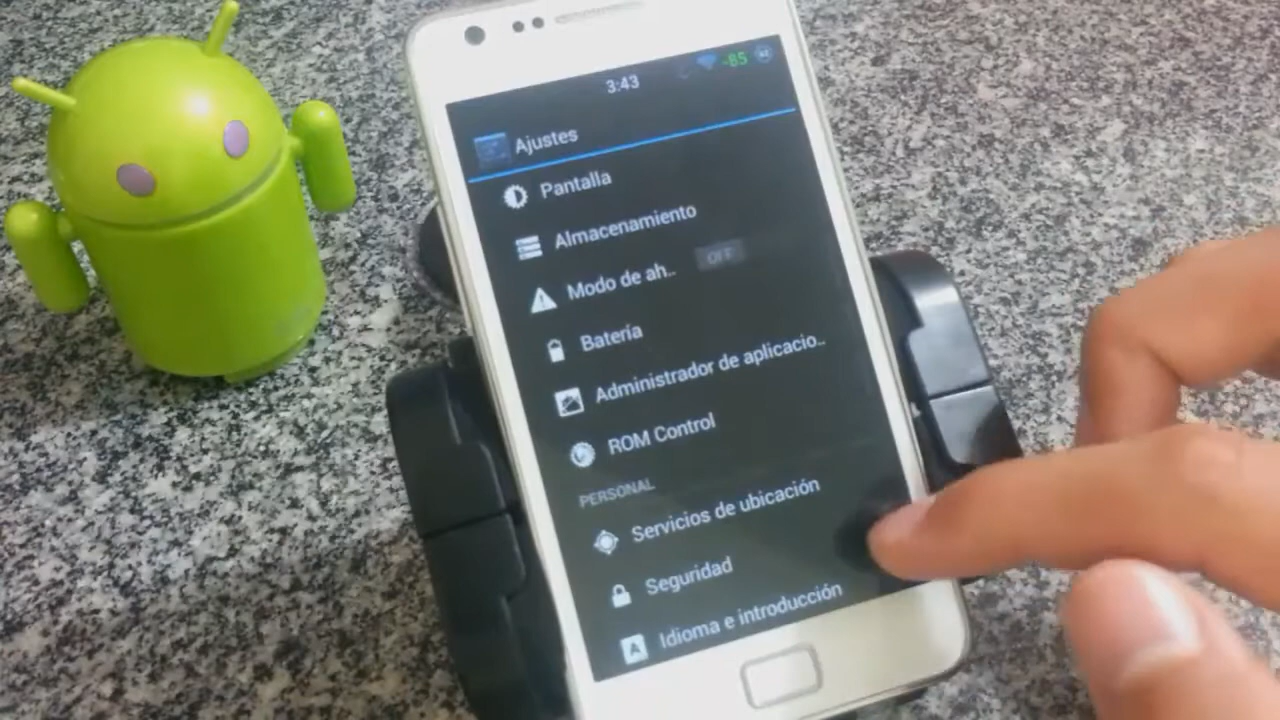 -85
3:43
Ajustes
Pantalla
Almacenamiento
Modo de ah.. OFF
Batería
Administrador de aplicacio..
ROM Control
PERSONAL
Servicios de ubicación
Seguridad
A Idioma e introducción